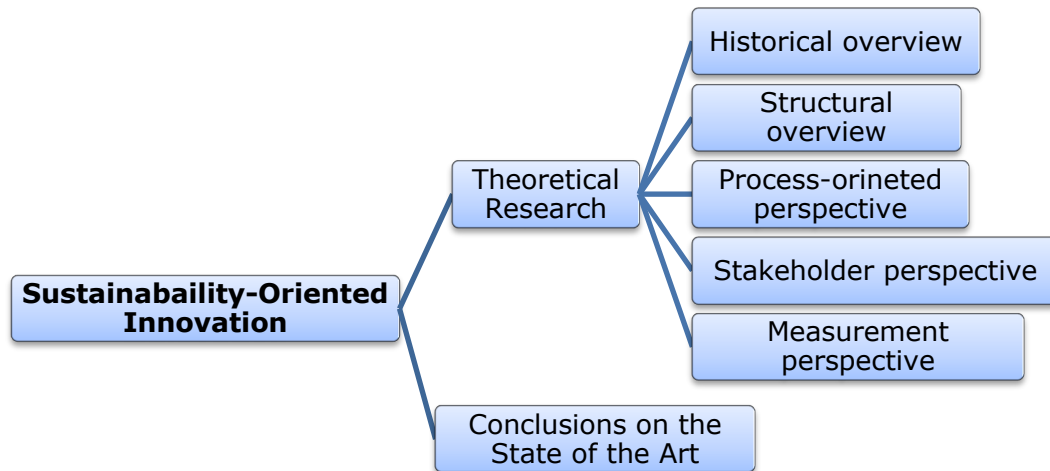 Historical overview
Structural
overview
Theoretical
Research
Process-orineted
perspective
Stakeholder perspective
Sustainabaility-Oriented
Innovation
Measurement
perspective
Conclusions on the
State of the Art